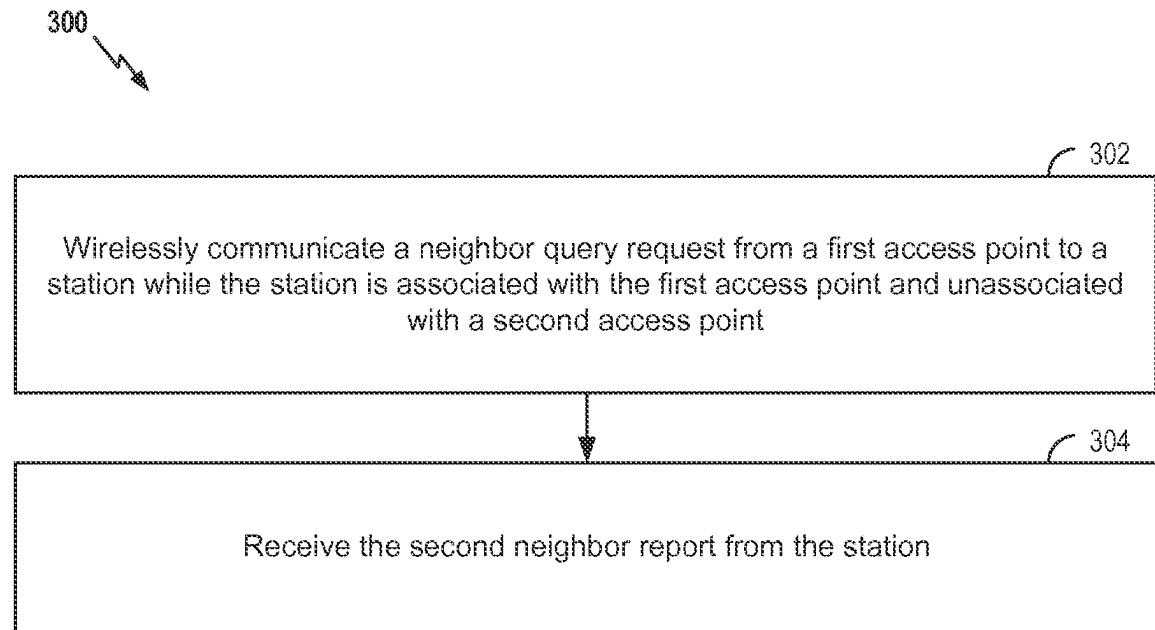 300
302
Wirelessly communicate a neighbor query request from a first access point to a
station while the station is associated with the first access point and unassociated
with a second access point
304
Receive the second neighbor report from the station